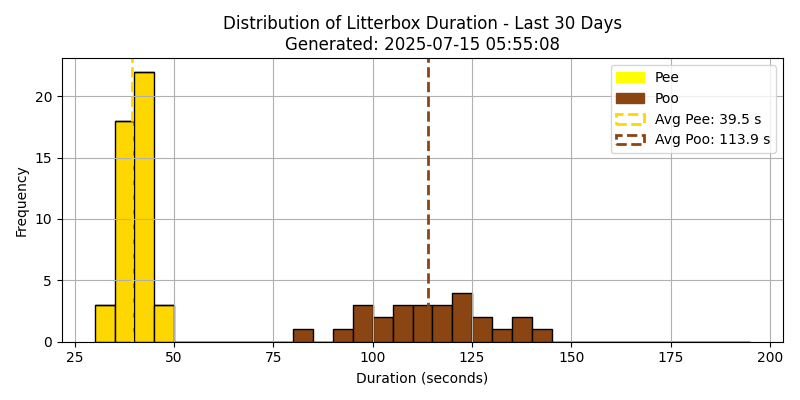 Distribution of Litterbox Duration - Last 30 Days
Generated: 2025-07-15 05:55:08
Pee
Poo
Avg Pee: 39.5 s
Avg Poo: 113.9 s
Frequency
20
15
10
5
0
25 50 75 100 125 150 175 200
Duration (seconds)